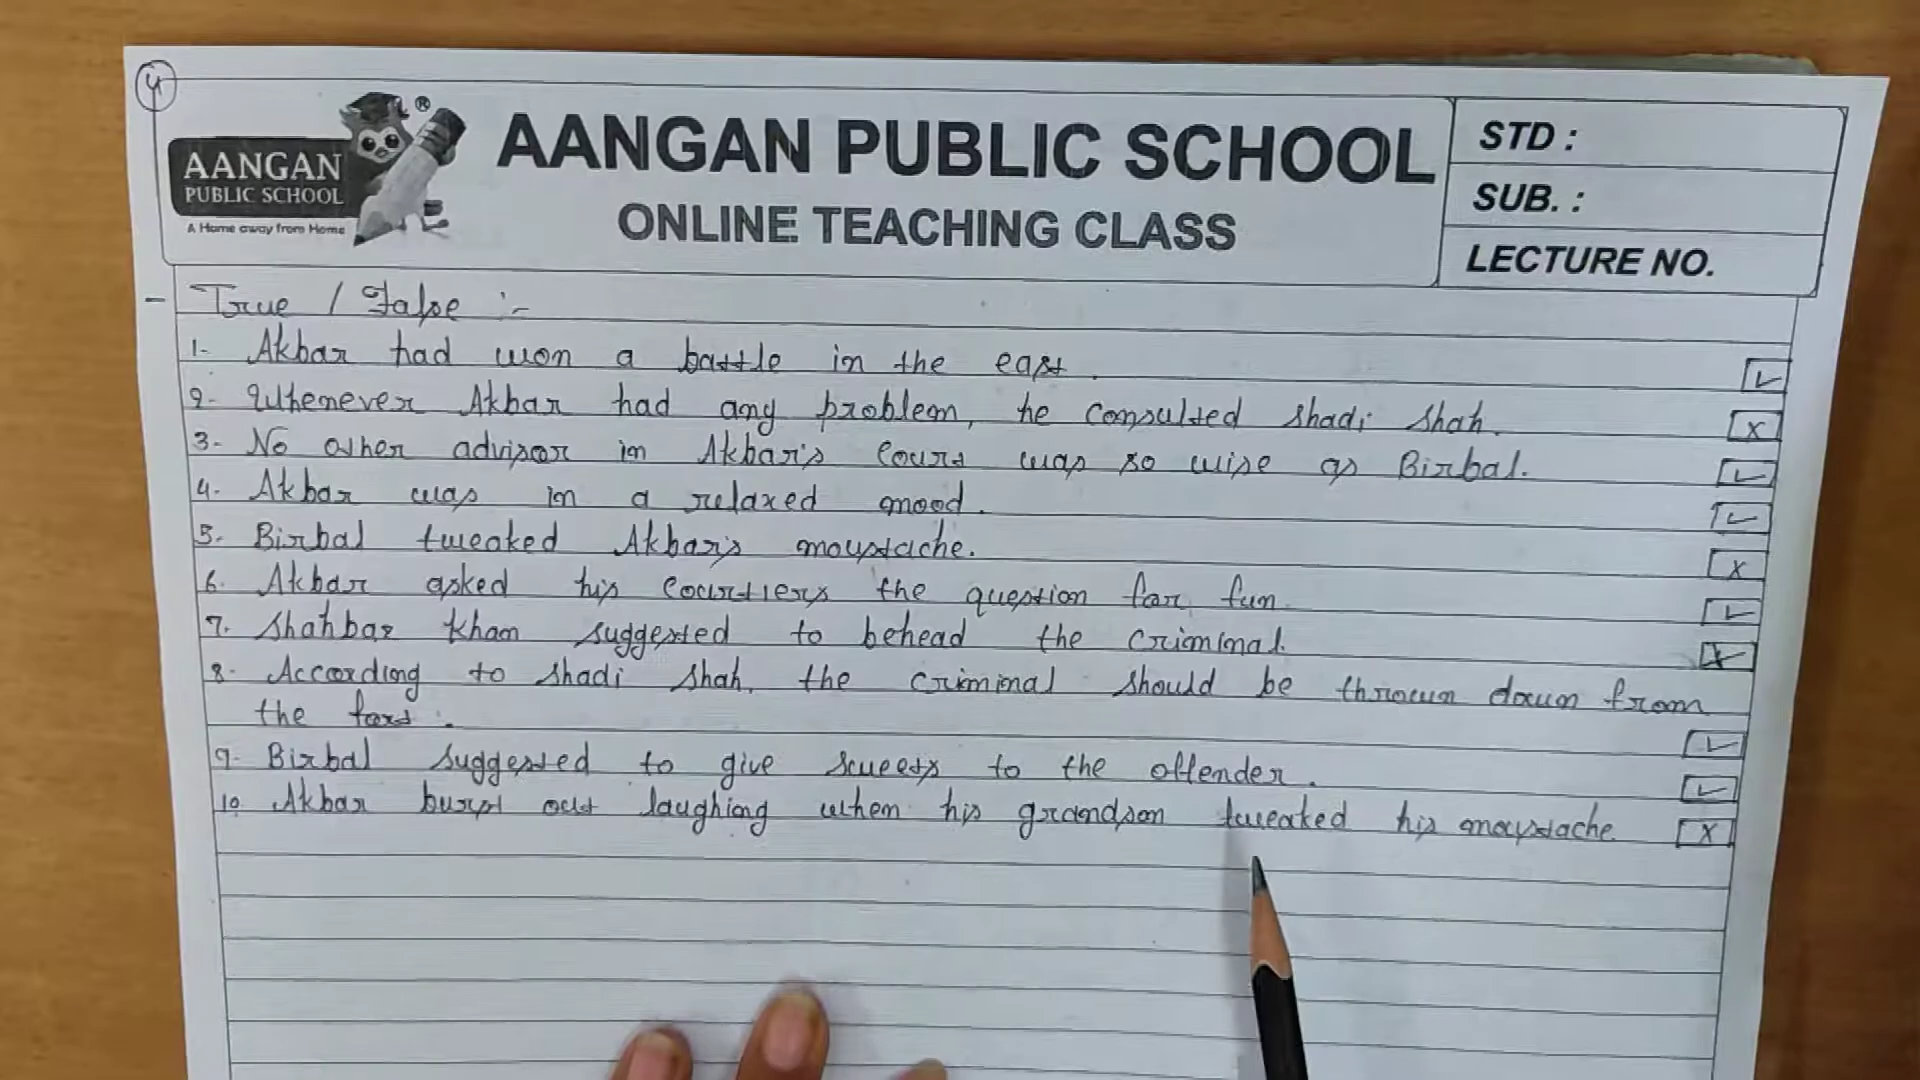 4
AANGAN
PUBLIC SCHOOL
A Home away from Home
®
AANGAN PUBLIC SCHOOL
ONLINE TEACHING CLASS
STD :
SUB. :
LECTURE NO.
- True / False :-
1- Akbar had won a battle in the east. ✓
2- Whenever Akbar had any problem, he consulted Shadi Shah. x
3- No other advisor in Akbar's court was so wise as Birbal. ✓
4- Akbar was in a relaxed mood. ✓
5- Birbal tweaked Akbar's moustache. x
6. Akbar asked his courtiers the question for fun. ✓
7. Shahbaz Khan suggested to behead the criminal.
8- According to Shadi Shah, the criminal should be thrown down from
the fort. ✓
9- Birbal suggested to give sweets to the offender. ✓
10 Akbar burst out laughing when his grandson tweaked his moustache. x